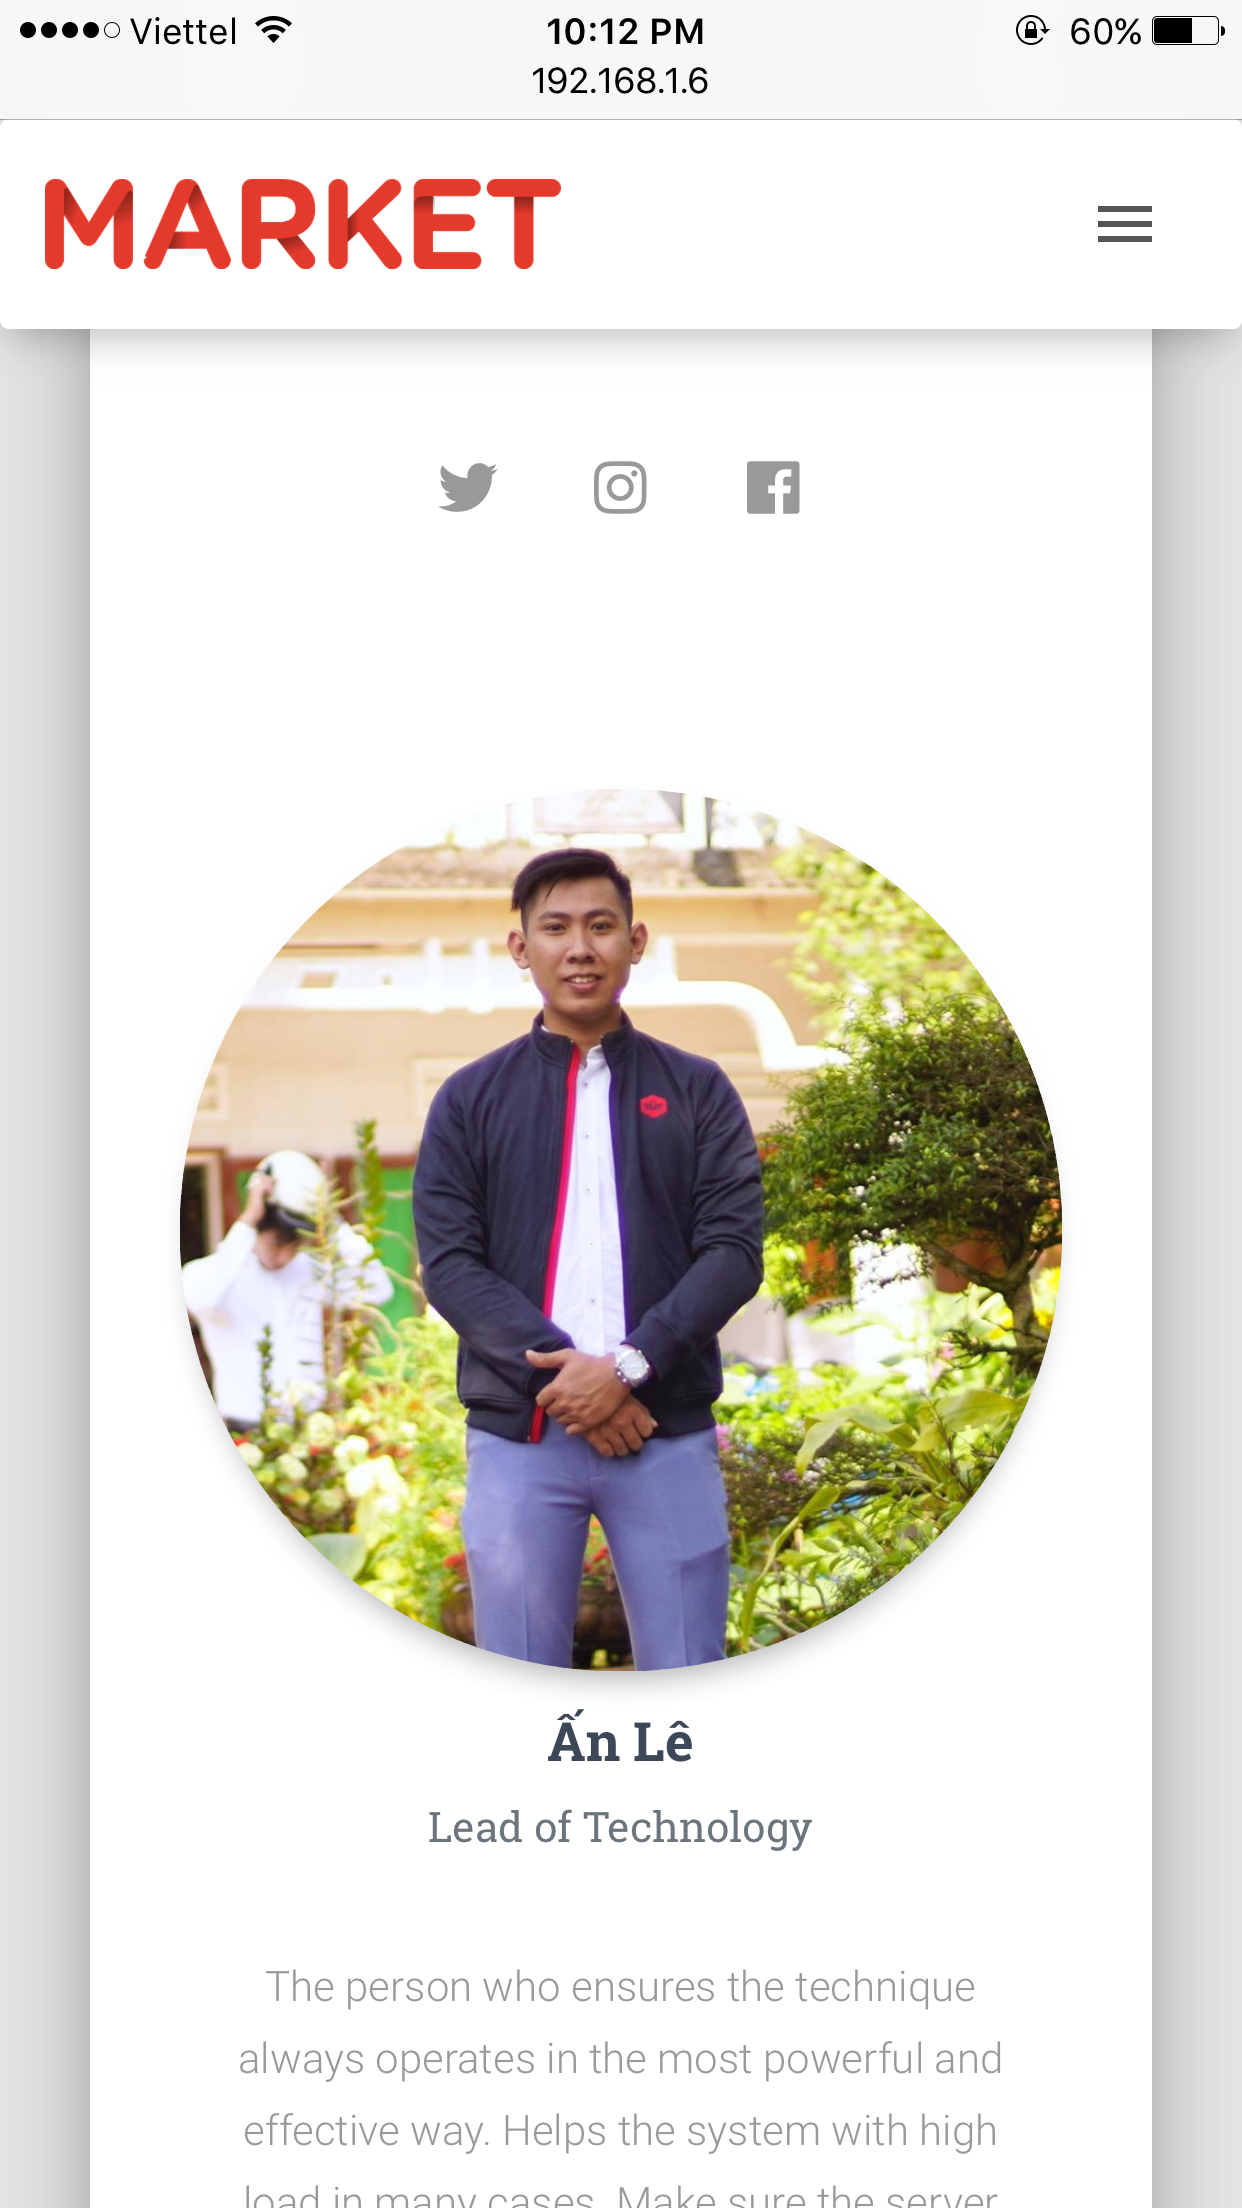 Viettel 10:12 PM 60%
192.168.1.6
MARKET
Ấn Lê
Lead of Technology
The person who ensures the technique
always operates in the most powerful and
effective way. Helps the system with high
load in many cases. Make sure the server